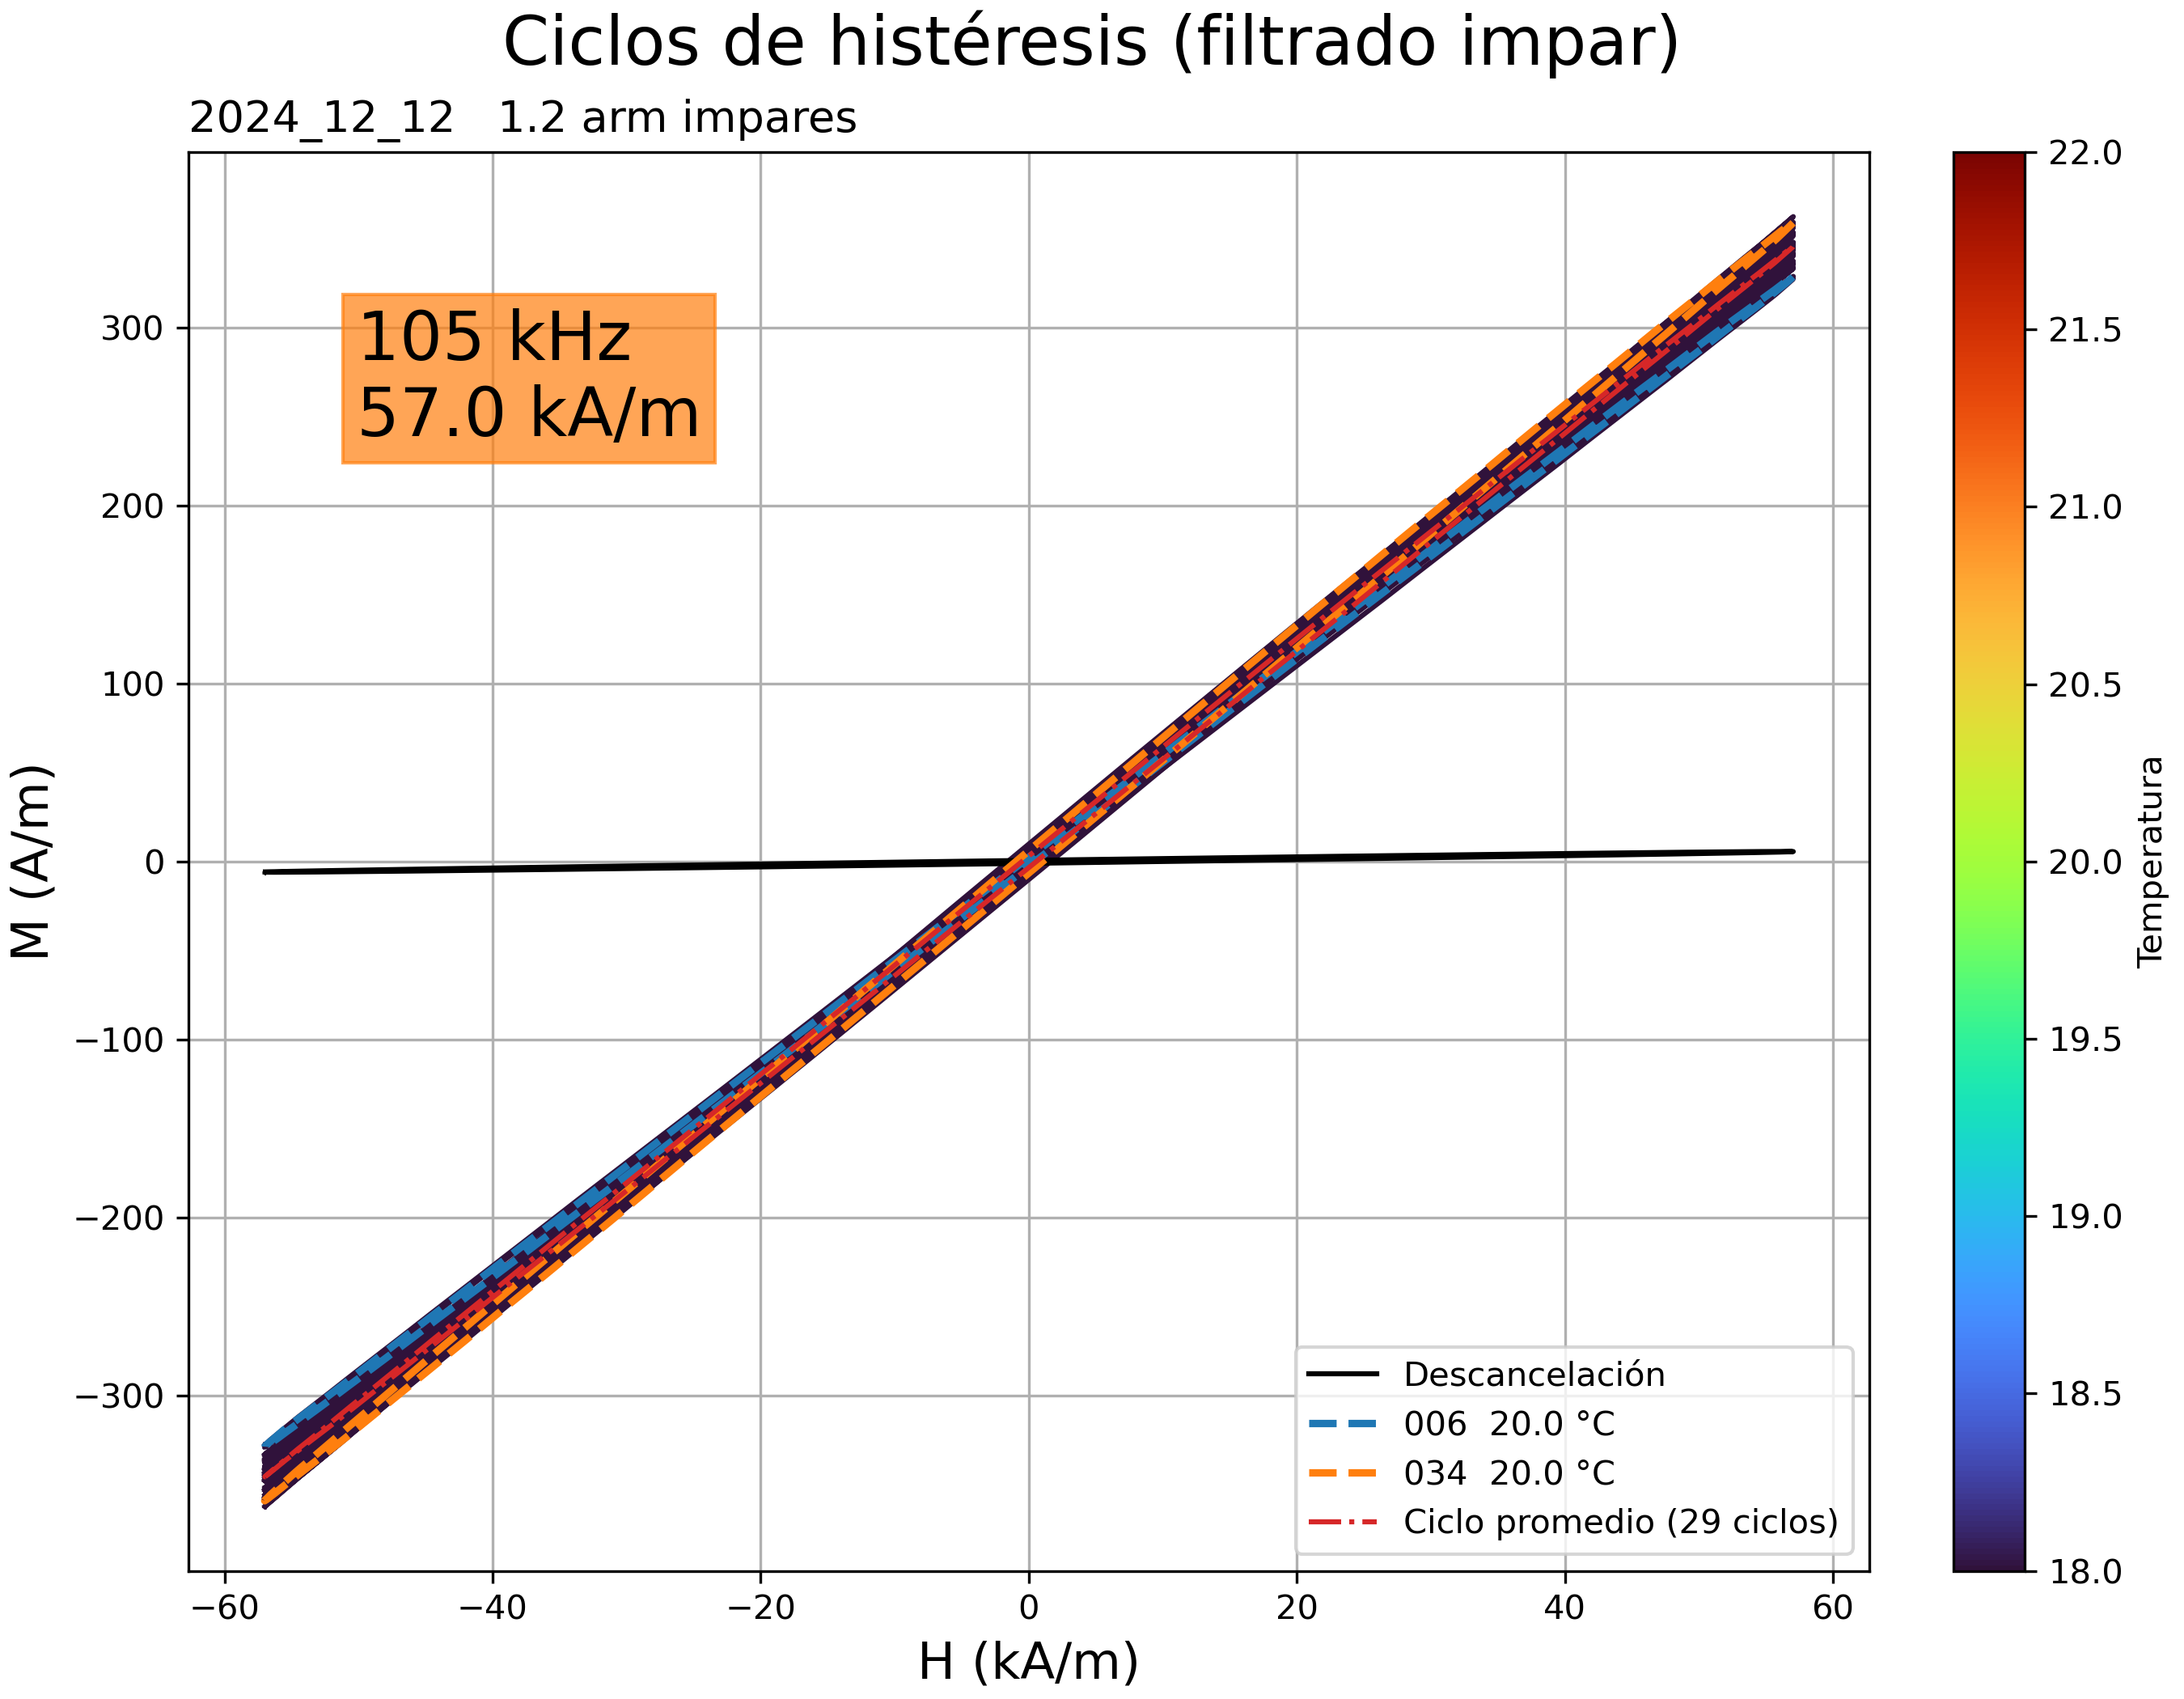 Ciclos de histéresis (filtrado impar)
2024_12_12   1.2 arm impares
105 kHz
57.0 kA/m
M (A/m)
300
200
100
0
−100
−200
−300
−60
−40
−20
0
20
40
60
H (kA/m)
Descancelación
006  20.0 °C
034  20.0 °C
Ciclo promedio (29 ciclos)
22.0
21.5
21.0
20.5
20.0
19.5
19.0
18.5
18.0
Temperatura